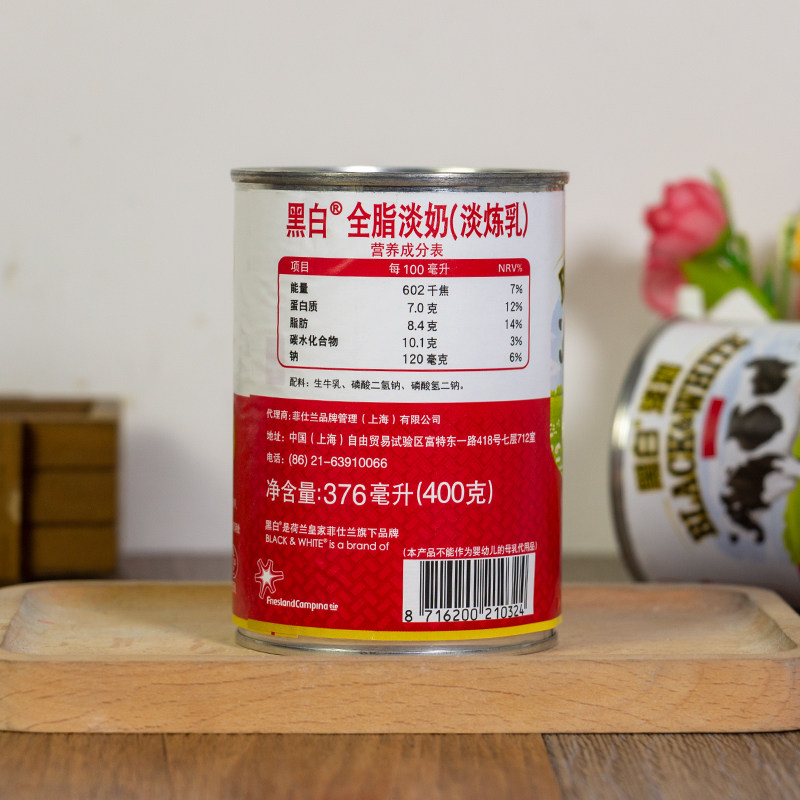 黑白® 全脂淡奶(淡炼乳)
营养成分表
项目 每100毫升 NRV%
能量 602千焦 7%
蛋白质 7.0克 12%
脂肪 8.4克 14%
碳水化合物 10.1克 3%
钠 120毫克 6%
配料：生牛乳、磷酸二氢钠、磷酸氢二钠。
代理商：菲仕兰品牌管理（上海）有限公司
地址：中国（上海）自由贸易试验区富特东一路418号七层712室
电话：(86) 21-63910066
净含量:376毫升(400克)
黑白®是荷兰皇家菲仕兰旗下品牌
BLACK & WHITE® is a brand of
(本产品不能作为婴幼儿的母乳代用品)
FrieslandCampina
8 716200 210324
黑白
BLACK&WHITE